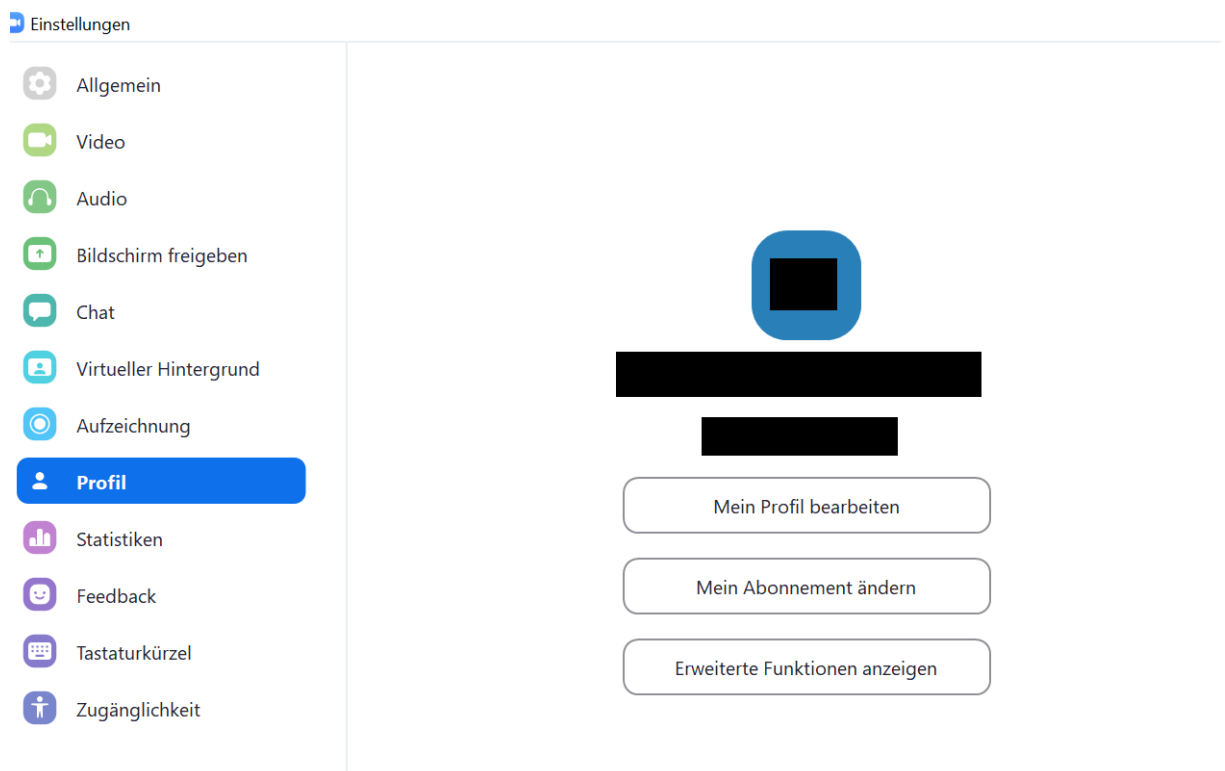 Einstellungen
Allgemein
Video
Audio
Bildschirm freigeben
Chat
Virtueller Hintergrund
Aufzeichnung
Profil
Statistiken
Feedback
Tastaturkürzel
Zugänglichkeit
Mein Profil bearbeiten
Mein Abonnement ändern
Erweiterte Funktionen anzeigen